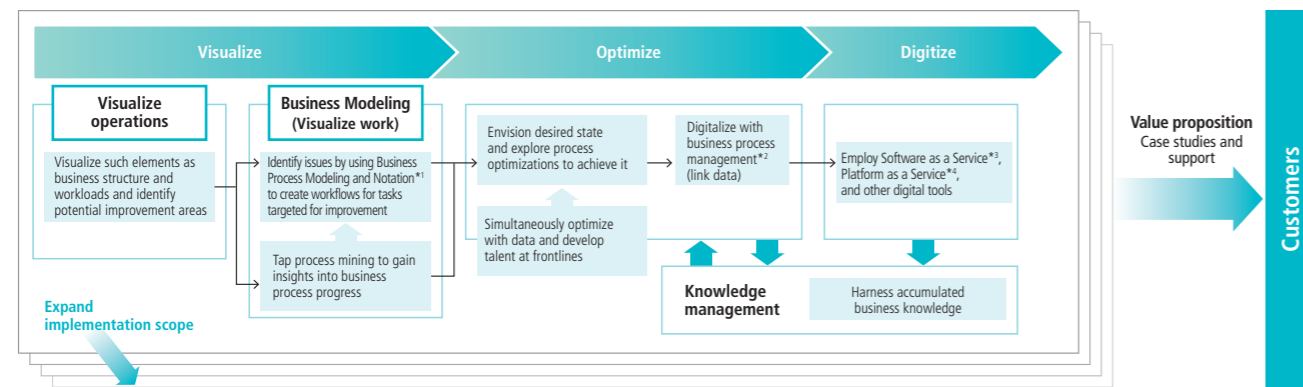 Visualize
Optimize
Digitize
Visualize
operations
Visualize such elements as
business structure and
workloads and identify
potential improvement areas
Business Modeling
(Visualize work)
Identify issues by using Business
Process Modeling and Notation*1
to create workflows for tasks
targeted for improvement
Tap process mining to gain
insights into business
process progress
Envision desired state
and explore process
optimizations to achieve it
Simultaneously optimize
with data and develop
talent at frontlines
Digitalize with
business process
management*2
(link data)
Employ Software as a Service*3,
Platform as a Service*4,
and other digital tools
Knowledge
management
Harness accumulated
business knowledge
Expand
implementation scope
Value proposition
Case studies and
support
Customers